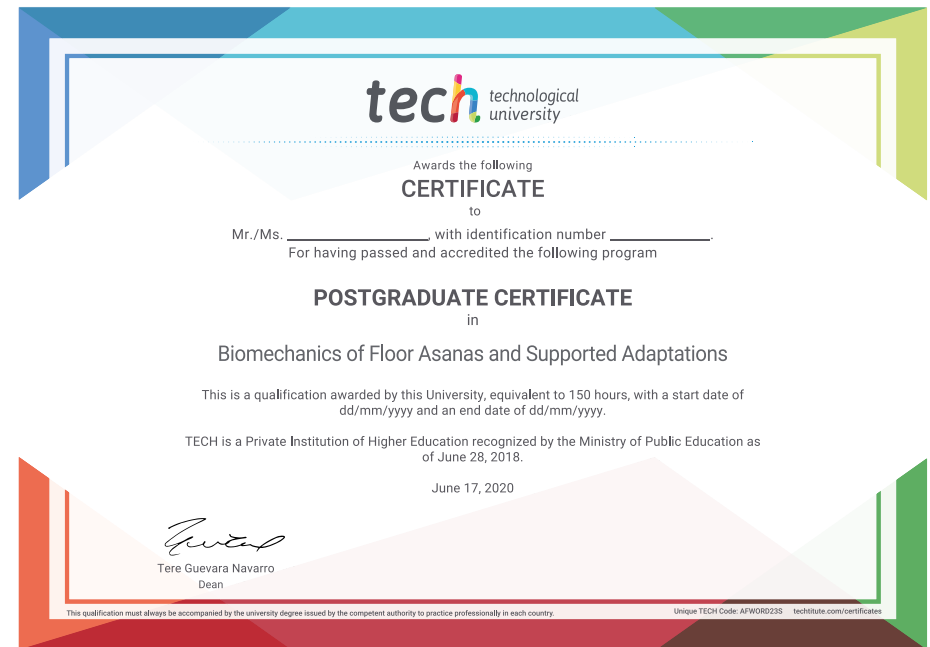 tech technological
university
Awards the following
CERTIFICATE
to
Mr./Ms. ____________________, with identification number ______________.
For having passed and accredited the following program
POSTGRADUATE CERTIFICATE
in
Biomechanics of Floor Asanas and Supported Adaptations
This is a qualification awarded by this University, equivalent to 150 hours, with a start date of
dd/mm/yyyy and an end date of dd/mm/yyyy.
TECH is a Private Institution of Higher Education recognized by the Ministry of Public Education as
of June 28, 2018.
June 17, 2020
Tere Guevara Navarro
Dean
This qualification must always be accompanied by the university degree issued by the competent authority to practice professionally in each country.
Unique TECH Code: AFWORD23S techtitute.com/certificates